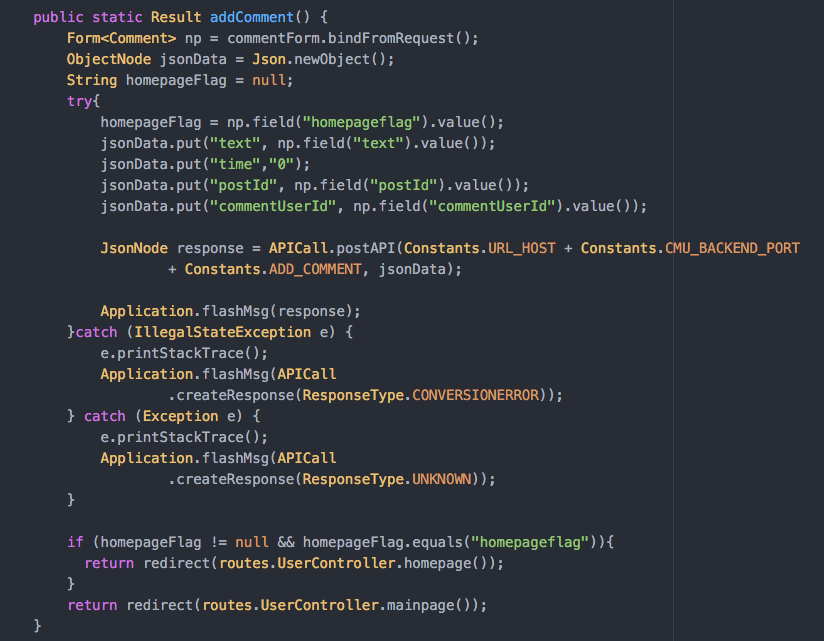 public static Result addComment() {
    Form<Comment> np = commentForm.bindFromRequest();
    ObjectNode jsonData = Json.newObject();
    String homepageFlag = null;
    try{
        homepageFlag = np.field("homepageflag").value();
        jsonData.put("text", np.field("text").value());
        jsonData.put("time","0");
        jsonData.put("postId", np.field("postId").value());
        jsonData.put("commentUserId", np.field("commentUserId").value());

        JsonNode response = APICall.postAPI(Constants.URL_HOST + Constants.CMU_BACKEND_PORT
                + Constants.ADD_COMMENT, jsonData);

        Application.flashMsg(response);
    }catch (IllegalStateException e) {
        e.printStackTrace();
        Application.flashMsg(APICall
                .createResponse(ResponseType.CONVERSIONERROR));
    } catch (Exception e) {
        e.printStackTrace();
        Application.flashMsg(APICall
                .createResponse(ResponseType.UNKNOWN));
    }

    if (homepageFlag != null && homepageFlag.equals("homepageflag")){
      return redirect(routes.UserController.homepage());
    }
    return redirect(routes.UserController.mainpage());
}